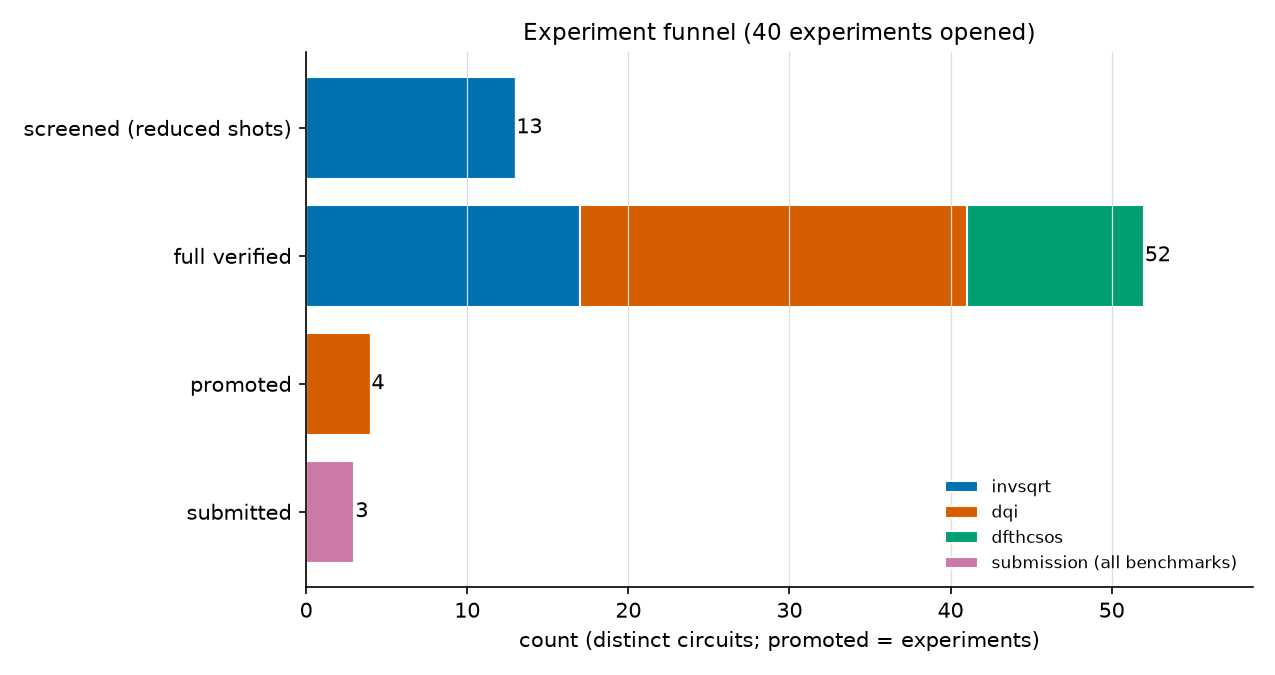 Experiment funnel (40 experiments opened)
screened (reduced shots)
13
full verified
52
promoted
4
submitted
3
invsqrt
dqi
dfthcsos
submission (all benchmarks)
0 10 20 30 40 50
count (distinct circuits; promoted = experiments)